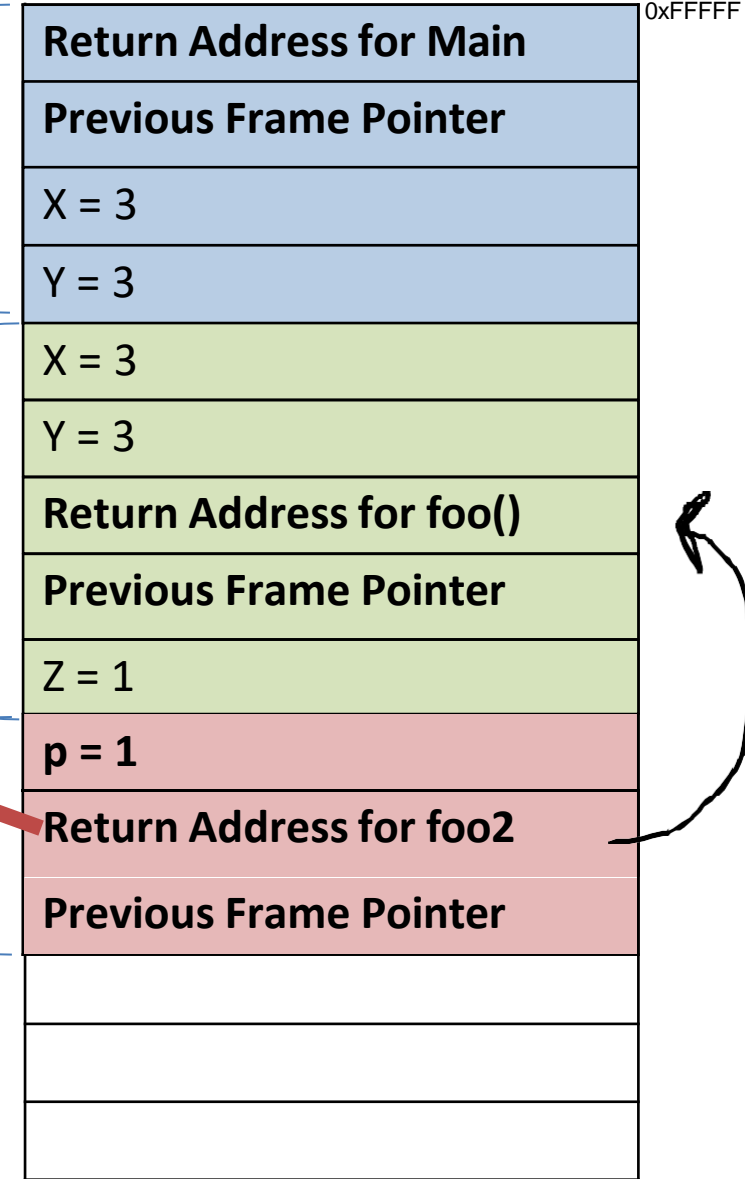 0xFFFFF
Return Address for Main
Previous Frame Pointer
X = 3
Y = 3
X = 3
Y = 3
Return Address for foo()
Previous Frame Pointer
Z = 1
p = 1
Return Address for foo2
Previous Frame Pointer